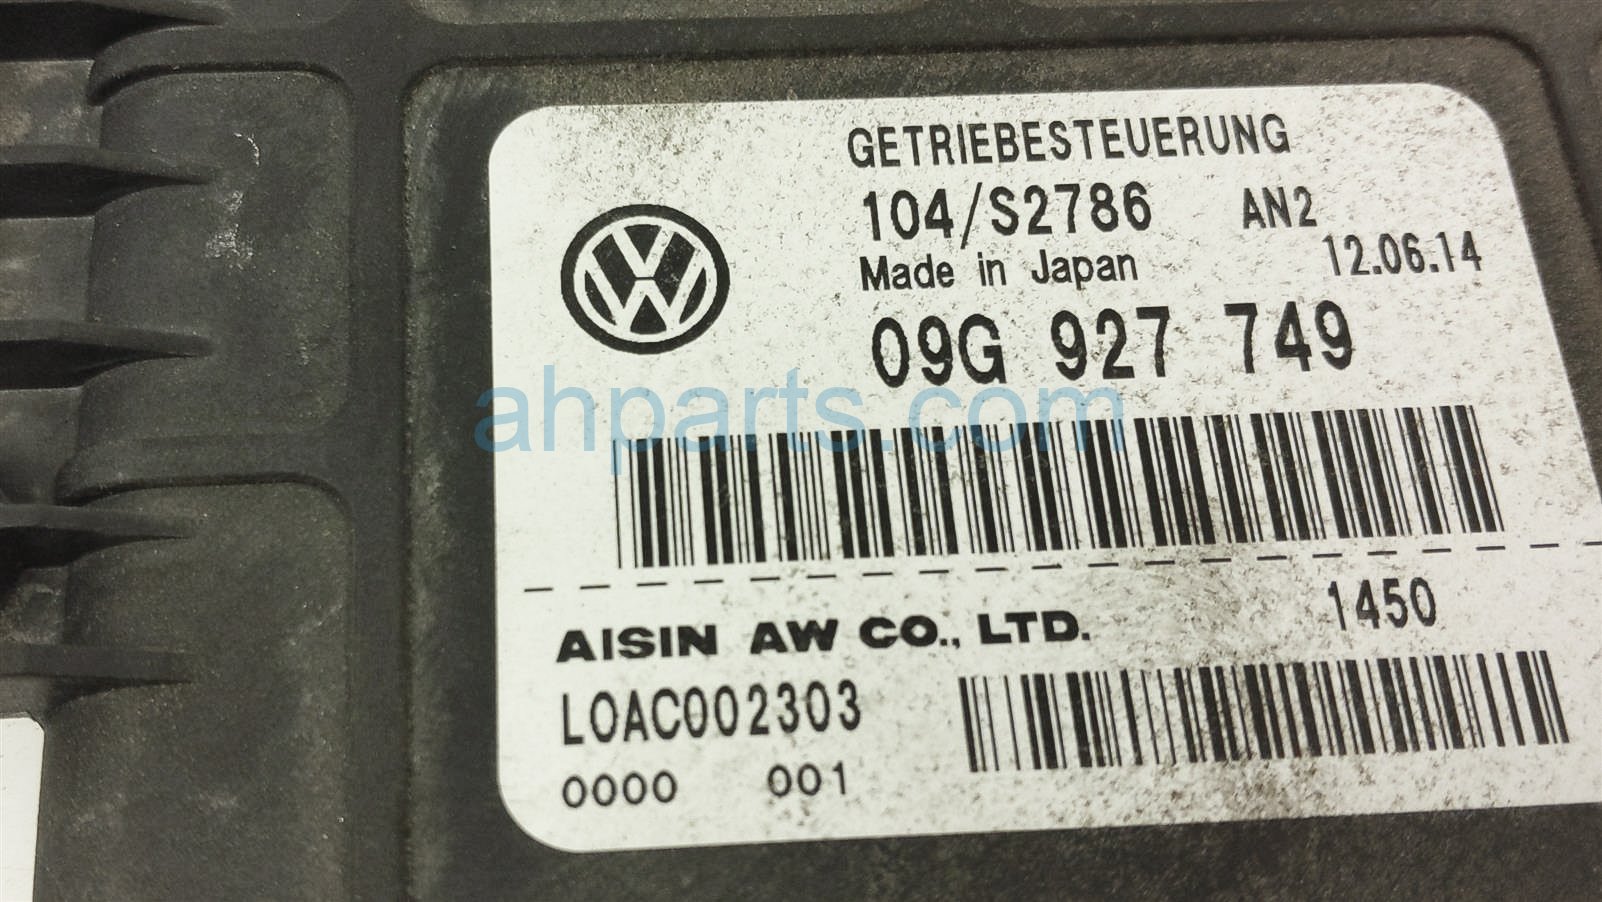 GETRIEBESTEUERUNG
104/S2786 AN2
Made in Japan 12.06.14
09G 927 749
ahparts.com
1450
AISIN AW CO., LTD.
L0AC002303
0000 001